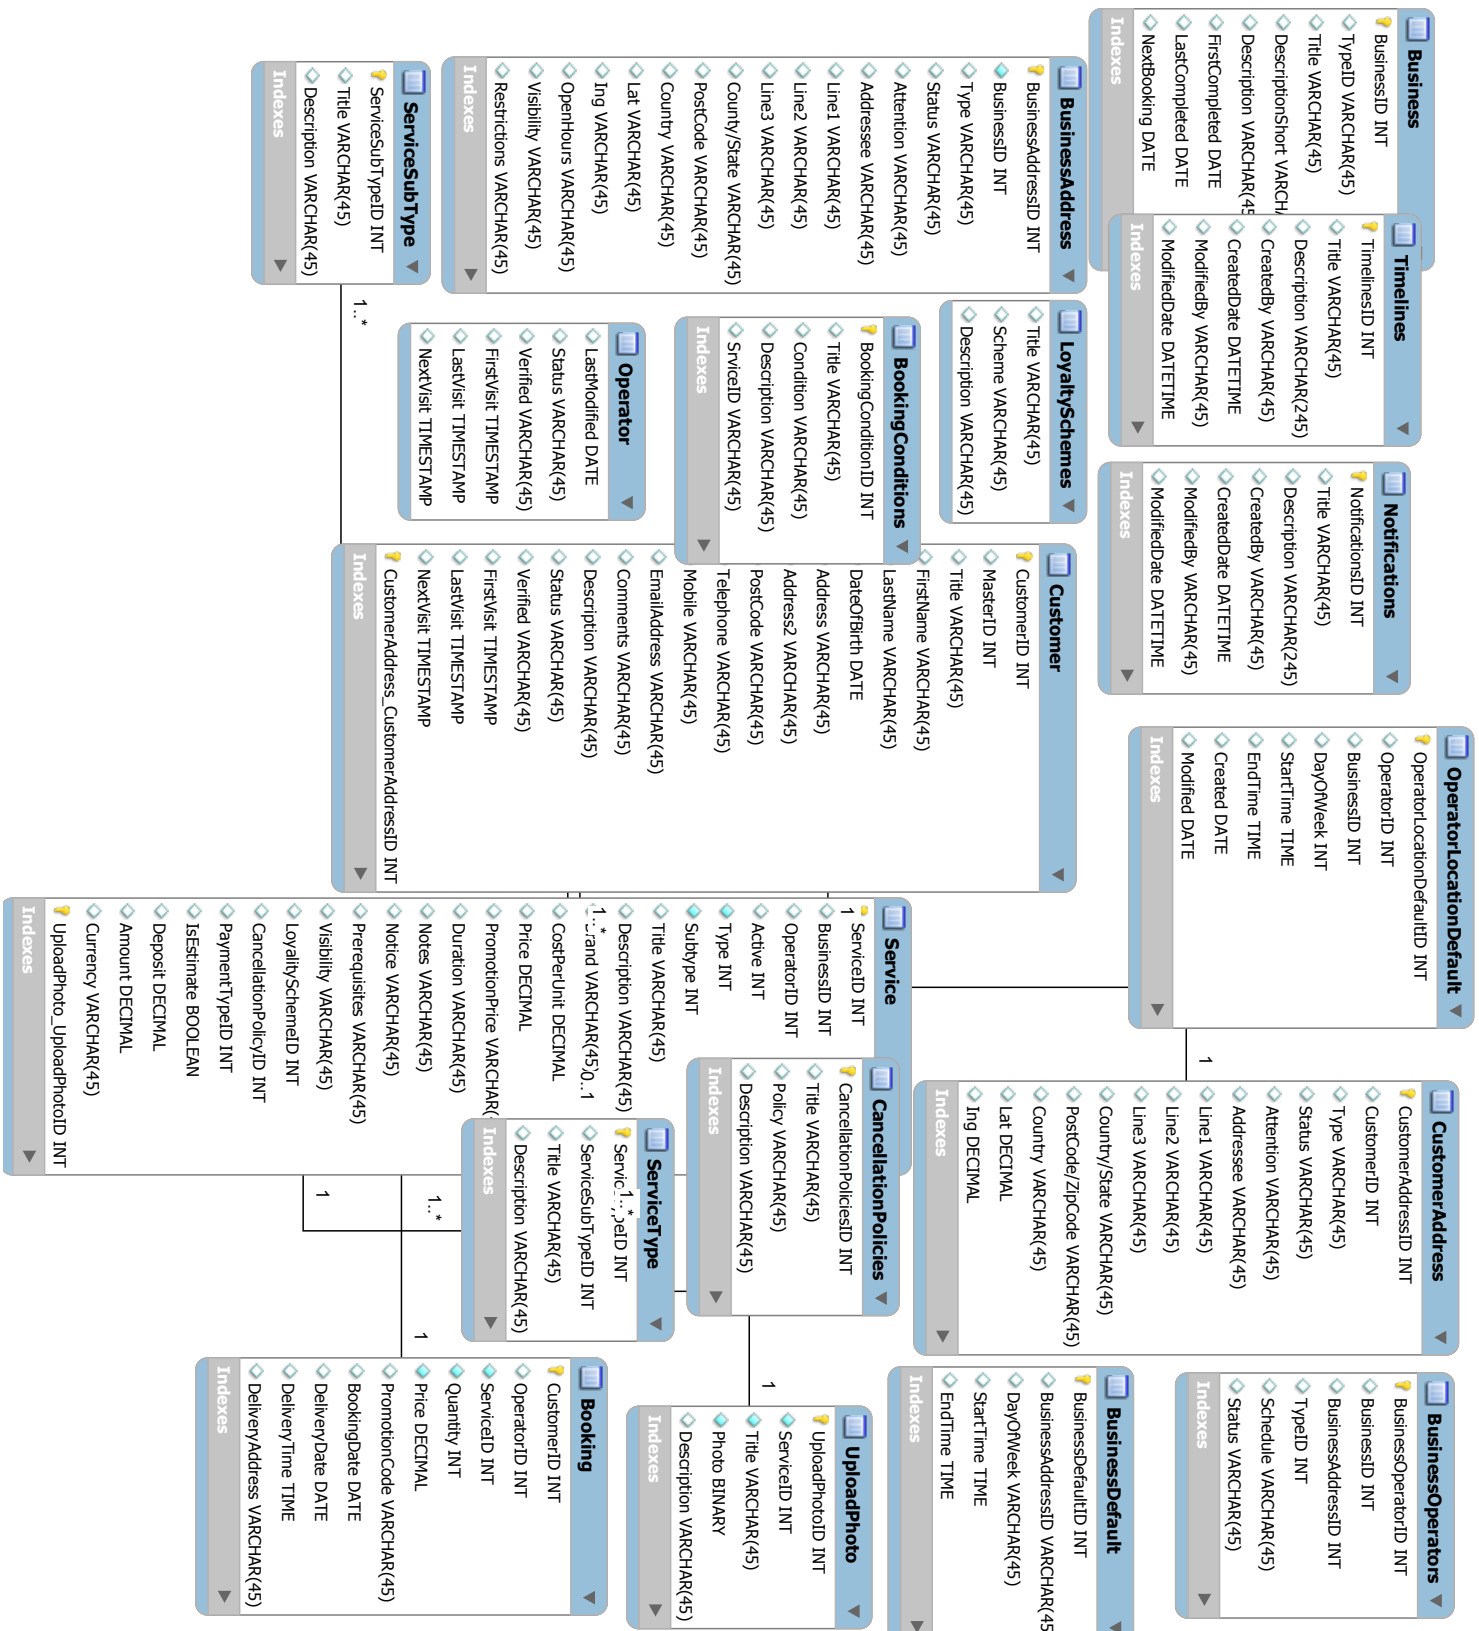 Business
BusinessID INT
TypeID VARCHAR(45)
Title VARCHAR(45)
DescriptionShort VARCHA
Description VARCHAR(45
FirstCompleted DATE
LastCompleted DATE
NextBooking DATE
Indexes
Timelines
TimelinesID INT
Title VARCHAR(45)
Description VARCHAR(245)
CreatedBy VARCHAR(45)
CreatedDate DATETIME
ModifiedBy VARCHAR(45)
ModifiedDate DATETIME
Indexes
Notifications
NotificationsID INT
Title VARCHAR(45)
Description VARCHAR(245)
CreatedBy VARCHAR(45)
CreatedDate DATETIME
ModifiedBy VARCHAR(45)
ModifiedDate DATETIME
Indexes
OperatorLocationDefault
OperatorLocationDefaultID INT
OperatorID INT
BusinessID INT
DayOfWeek INT
StartTime TIME
EndTime TIME
Created DATE
Modified DATE
Indexes
1
CustomerAddress
CustomerAddressID INT
CustomerID INT
Type VARCHAR(45)
Status VARCHAR(45)
Attention VARCHAR(45)
Addressee VARCHAR(45)
Line1 VARCHAR(45)
Line2 VARCHAR(45)
Line3 VARCHAR(45)
Country/State VARCHAR(45)
PostCode/ZipCode VARCHAR(45)
Country VARCHAR(45)
Lat DECIMAL
lng DECIMAL
Indexes
BusinessOperators
BusinessOperatorID INT
BusinessID INT
BusinessAddressID INT
TypeID INT
Schedule VARCHAR(45)
Status VARCHAR(45)
Indexes
BusinessAddress
BusinessAddressID INT
BusinessID INT
Type VARCHAR(45)
Status VARCHAR(45)
Attention VARCHAR(45)
Addressee VARCHAR(45)
Line1 VARCHAR(45)
Line2 VARCHAR(45)
Line3 VARCHAR(45)
County/State VARCHAR(45)
PostCode VARCHAR(45)
Country VARCHAR(45)
Lat VARCHAR(45)
lng VARCHAR(45)
OpenHours VARCHAR(45)
Visibility VARCHAR(45)
Restrictions VARCHAR(45)
Indexes
LoyaltySchemes
Title VARCHAR(45)
Scheme VARCHAR(45)
Description VARCHAR(45)
BookingConditions
BookingConditionID INT
Title VARCHAR(45)
Condition VARCHAR(45)
Description VARCHAR(45)
SrviceID VARCHAR(45)
Indexes
Customer
CustomerID INT
MasterID INT
Title VARCHAR(45)
FirstName VARCHAR(45)
LastName VARCHAR(45)
DateOfBirth DATE
Address VARCHAR(45)
Address2 VARCHAR(45)
PostCode VARCHAR(45)
Telephone VARCHAR(45)
Mobile VARCHAR(45)
EmailAddress VARCHAR(45)
Comments VARCHAR(45)
Description VARCHAR(45)
Status VARCHAR(45)
Verified VARCHAR(45)
FirstVisit TIMESTAMP
LastVisit TIMESTAMP
NextVisit TIMESTAMP
CustomerAddress_CustomerAddressID INT
Indexes
BusinessDefault
BusinessDefaultID INT
BusinessAddressID VARCHAR(45
DayOfWeek VARCHAR(45)
StartTime TIME
EndTime TIME
Indexes
Service
1
ServiceID INT
BusinessID INT
OperatorID INT
Active INT
Type INT
Subtype INT
Title VARCHAR(45)
Description VARCHAR(45)
1..*
rand VARCHAR(45)
0..1
CostPerUnit DECIMAL
Price DECIMAL
PromotionPrice VARCHAR(
Duration VARCHAR(45)
Notes VARCHAR(45)
Notice VARCHAR(45)
Prerequisites VARCHAR(45)
Visibility VARCHAR(45)
LoyalitySchemeID INT
CancellationPolicyID INT
PaymentTypeID INT
IsEstimate BOOLEAN
Deposit DECIMAL
Amount DECIMAL
Currency VARCHAR(45)
UploadPhoto_UploadPhotoID INT
Indexes
CancellationPolicies
CancellationPoliciesID INT
Title VARCHAR(45)
Policy VARCHAR(45)
Description VARCHAR(45)
Indexes
1
UploadPhoto
UploadPhotoID INT
ServiceID INT
Title VARCHAR(45)
Photo BINARY
Description VARCHAR(45)
Indexes
ServiceType
Servic
1..*
peID INT
ServiceSubTypeID INT
Title VARCHAR(45)
Description VARCHAR(45)
Indexes
Operator
LastModified DATE
Status VARCHAR(45)
Verified VARCHAR(45)
FirstVisit TIMESTAMP
LastVisit TIMESTAMP
NextVisit TIMESTAMP
Booking
CustomerID INT
OperatorID INT
ServiceID INT
Quantity INT
Price DECIMAL
PromotionCode VARCHAR(45)
BookingDate DATE
DeliveryDate DATE
DeliveryTime TIME
DeliveryAddress VARCHAR(45)
Indexes
1..*
1
1
ServiceSubType
ServiceSubTypeID INT
Title VARCHAR(45)
Description VARCHAR(45)
Indexes
1..*